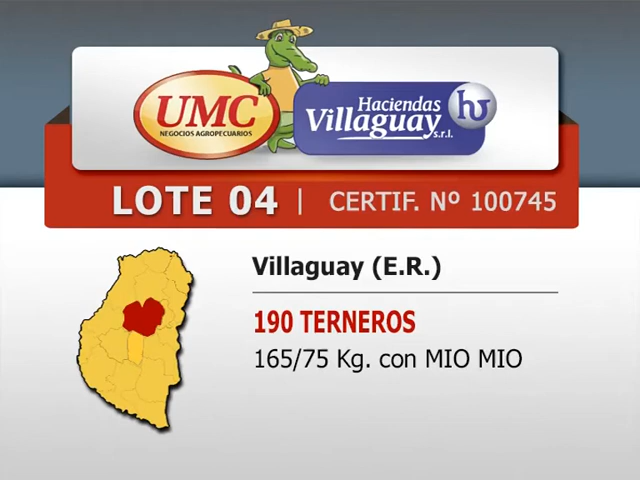 UMC
NEGOCIOS AGROPECUARIOS
Haciendas
Villaguay
s.r.l.
hv
LOTE 04 | CERTIF. Nº 100745
Villaguay (E.R.)
190 TERNEROS
165/75 Kg. con MIO MIO